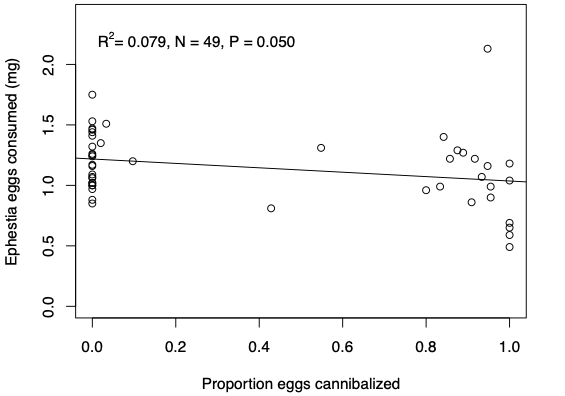 R²= 0.079, N = 49, P = 0.050
Ephestia eggs consumed (mg)
2.0
1.5
1.0
0.5
0.0
0.0 0.2 0.4 0.6 0.8 1.0
Proportion eggs cannibalized